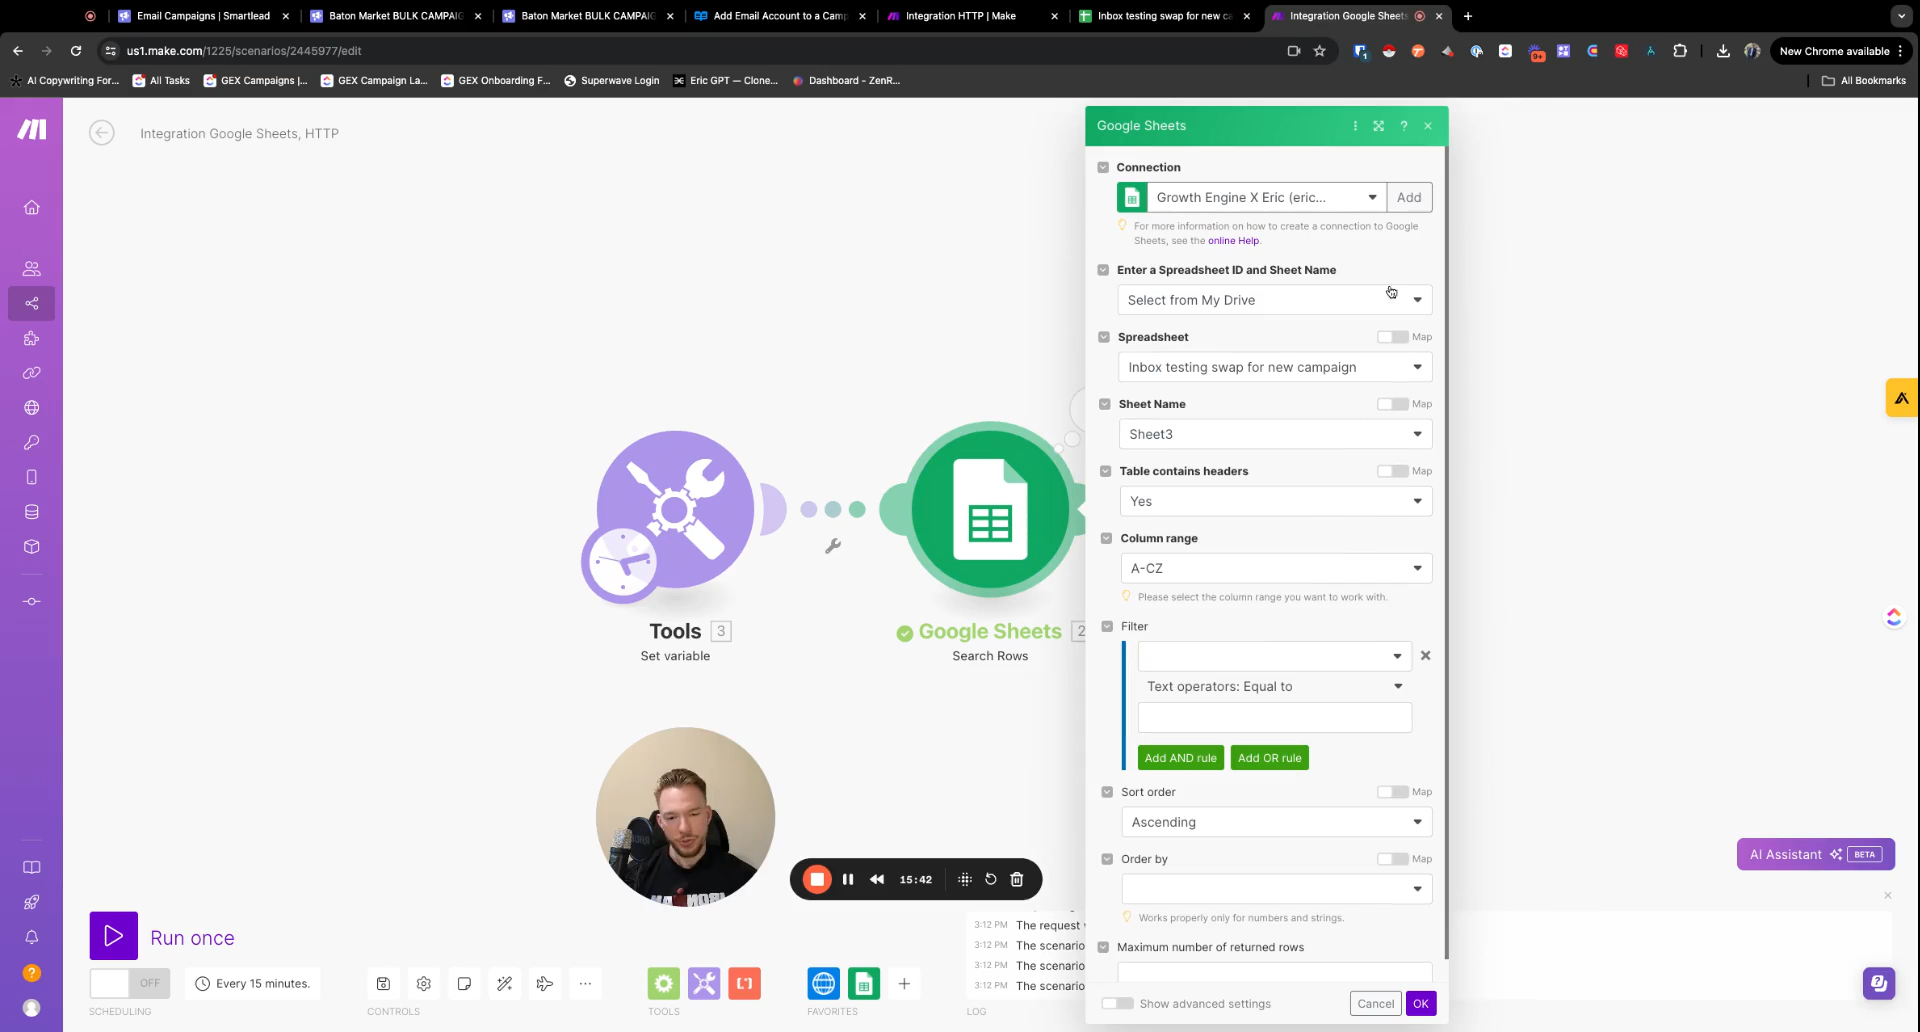 Email Campaigns | Smartlead
Baton Market BULK CAMPAIG
Baton Market BULK CAMPAIG
Add Email Account to a Camp
Integration HTTP | Make
Inbox testing swap for new ca
Integration Google Sheets
us1.make.com/1225/scenarios/2445977/edit
New Chrome available
AI Copywriting For...
All Tasks
GEX Campaigns |...
GEX Campaign La...
GEX Onboarding F...
Superwave Login
Eric GPT — Clone...
Dashboard - ZenR...
All Bookmarks
Integration Google Sheets, HTTP
Google Sheets
Connection
Growth Engine X Eric (eric...
Add
For more information on how to create a connection to Google
Sheets, see the online Help.
Enter a Spreadsheet ID and Sheet Name
Select from My Drive
Spreadsheet
Map
Inbox testing swap for new campaign
Sheet Name
Map
Sheet3
Table contains headers
Map
Yes
Column range
A-CZ
Please select the column range you want to work with.
Filter
Text operators: Equal to
Add AND rule
Add OR rule
Sort order
Map
Ascending
Order by
Map
Works properly only for numbers and strings.
Maximum number of returned rows
Show advanced settings
Cancel
OK
Tools 3
Set variable
Google Sheets 2
Search Rows
15:42
AI Assistant BETA
Run once
OFF
Every 15 minutes.
SCHEDULING
CONTROLS
TOOLS
FAVORITES
LOG
3:12 PM The request
3:12 PM The scenario
3:12 PM The scenario
3:12 PM The scenario